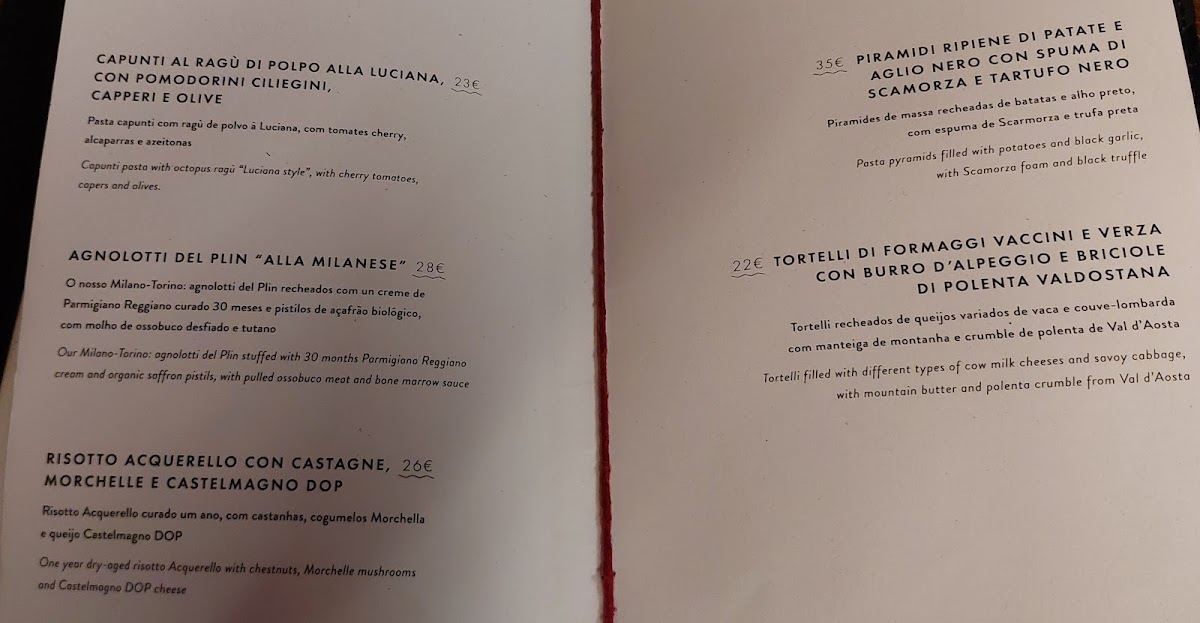 CAPUNTI AL RAGÙ DI POLPO ALLA LUCIANA, 23€
CON POMODORINI CILIEGINI,
CAPPERI E OLIVE
Pasta capunti com ragù de polvo à Luciana, com tomates cherry,
alcaparras e azeitonas
Capunti pasta with octopus ragù “Luciana style”, with cherry tomatoes,
capers and olives.
AGNOLOTTI DEL PLIN “ALLA MILANESE” 28€
O nosso Milano-Torino: agnolotti del Plin recheados com un creme de
Parmigiano Reggiano curado 30 meses e pistilos de açafrão biológico,
com molho de ossobuco desfiado e tutano
Our Milano-Torino: agnolotti del Plin stuffed with 30 months Parmigiano Reggiano
cream and organic saffron pistils, with pulled ossobuco meat and bone marrow sauce
RISOTTO ACQUERELLO CON CASTAGNE, 26€
MORCHELLE E CASTELMAGNO DOP
Risotto Acquerello curado um ano, com castanhas, cogumelos Morchella
e queijo Castelmagno DOP
One year dry-aged risotto Acquerello with chestnuts, Morchelle mushrooms
and Castelmagno DOP cheese
35€ PIRAMIDI RIPIENE DI PATATE E
AGLIO NERO CON SPUMA DI
SCAMORZA E TARTUFO NERO
Piramides de massa recheadas de batatas e alho preto,
com espuma de Scarmorza e trufa preta
Pasta pyramids filled with potatoes and black garlic,
with Scamorza foam and black truffle
22€ TORTELLI DI FORMAGGI VACCINI E VERZA
CON BURRO D’ALPEGGIO E BRICIOLE
DI POLENTA VALDOSTANA
Tortelli recheados de queijos variados de vaca e couve-lombarda
com manteiga de montanha e crumble de polenta de Val d’Aosta
Tortelli filled with different types of cow milk cheeses and savoy cabbage,
with mountain butter and polenta crumble from Val d’Aosta